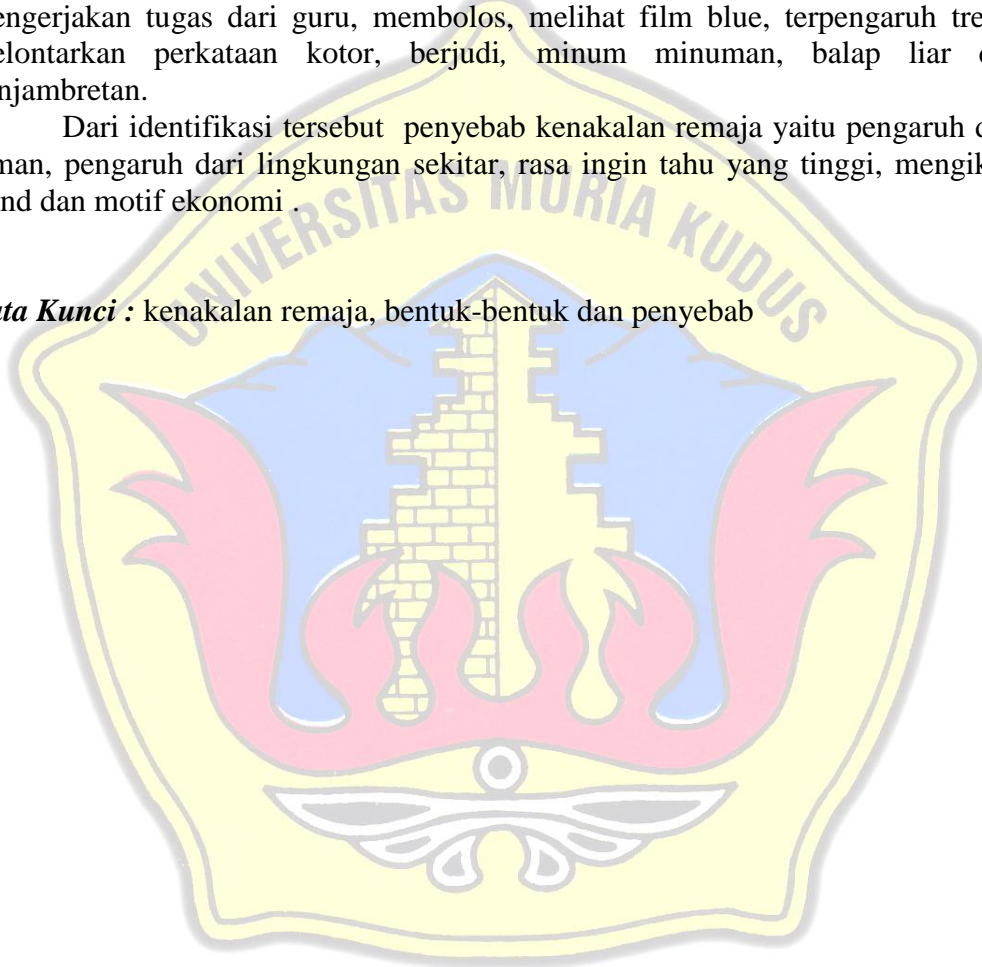 engerjakan tugas dari guru, membolos, melihat film blue, terpengaruh tre
elontarkan perkataan kotor, berjudi, minum minuman, balap liar
njambretan.
Dari identifikasi tersebut penyebab kenakalan remaja yaitu pengaruh
man, pengaruh dari lingkungan sekitar, rasa ingin tahu yang tinggi, mengik
nd dan motif ekonomi .
UNIVERSITAS MURIA KUDUS
ata Kunci : kenakalan remaja, bentuk-bentuk dan penyebab